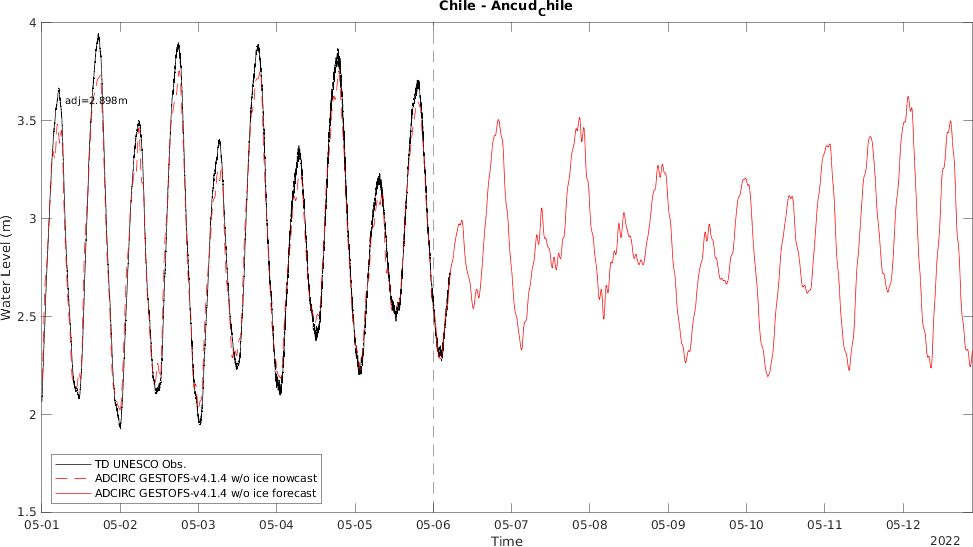 Chile - Ancud_Chile
4
3.5
3
2.5
2
1.5
Water Level (m)
adj=2.898m
TD UNESCO Obs.
ADCIRC GESTOFS-v4.1.4 w/o ice nowcast
ADCIRC GESTOFS-v4.1.4 w/o ice forecast
05-01 05-02 05-03 05-04 05-05 05-06 05-07 05-08 05-09 05-10 05-11 05-12
Time
2022